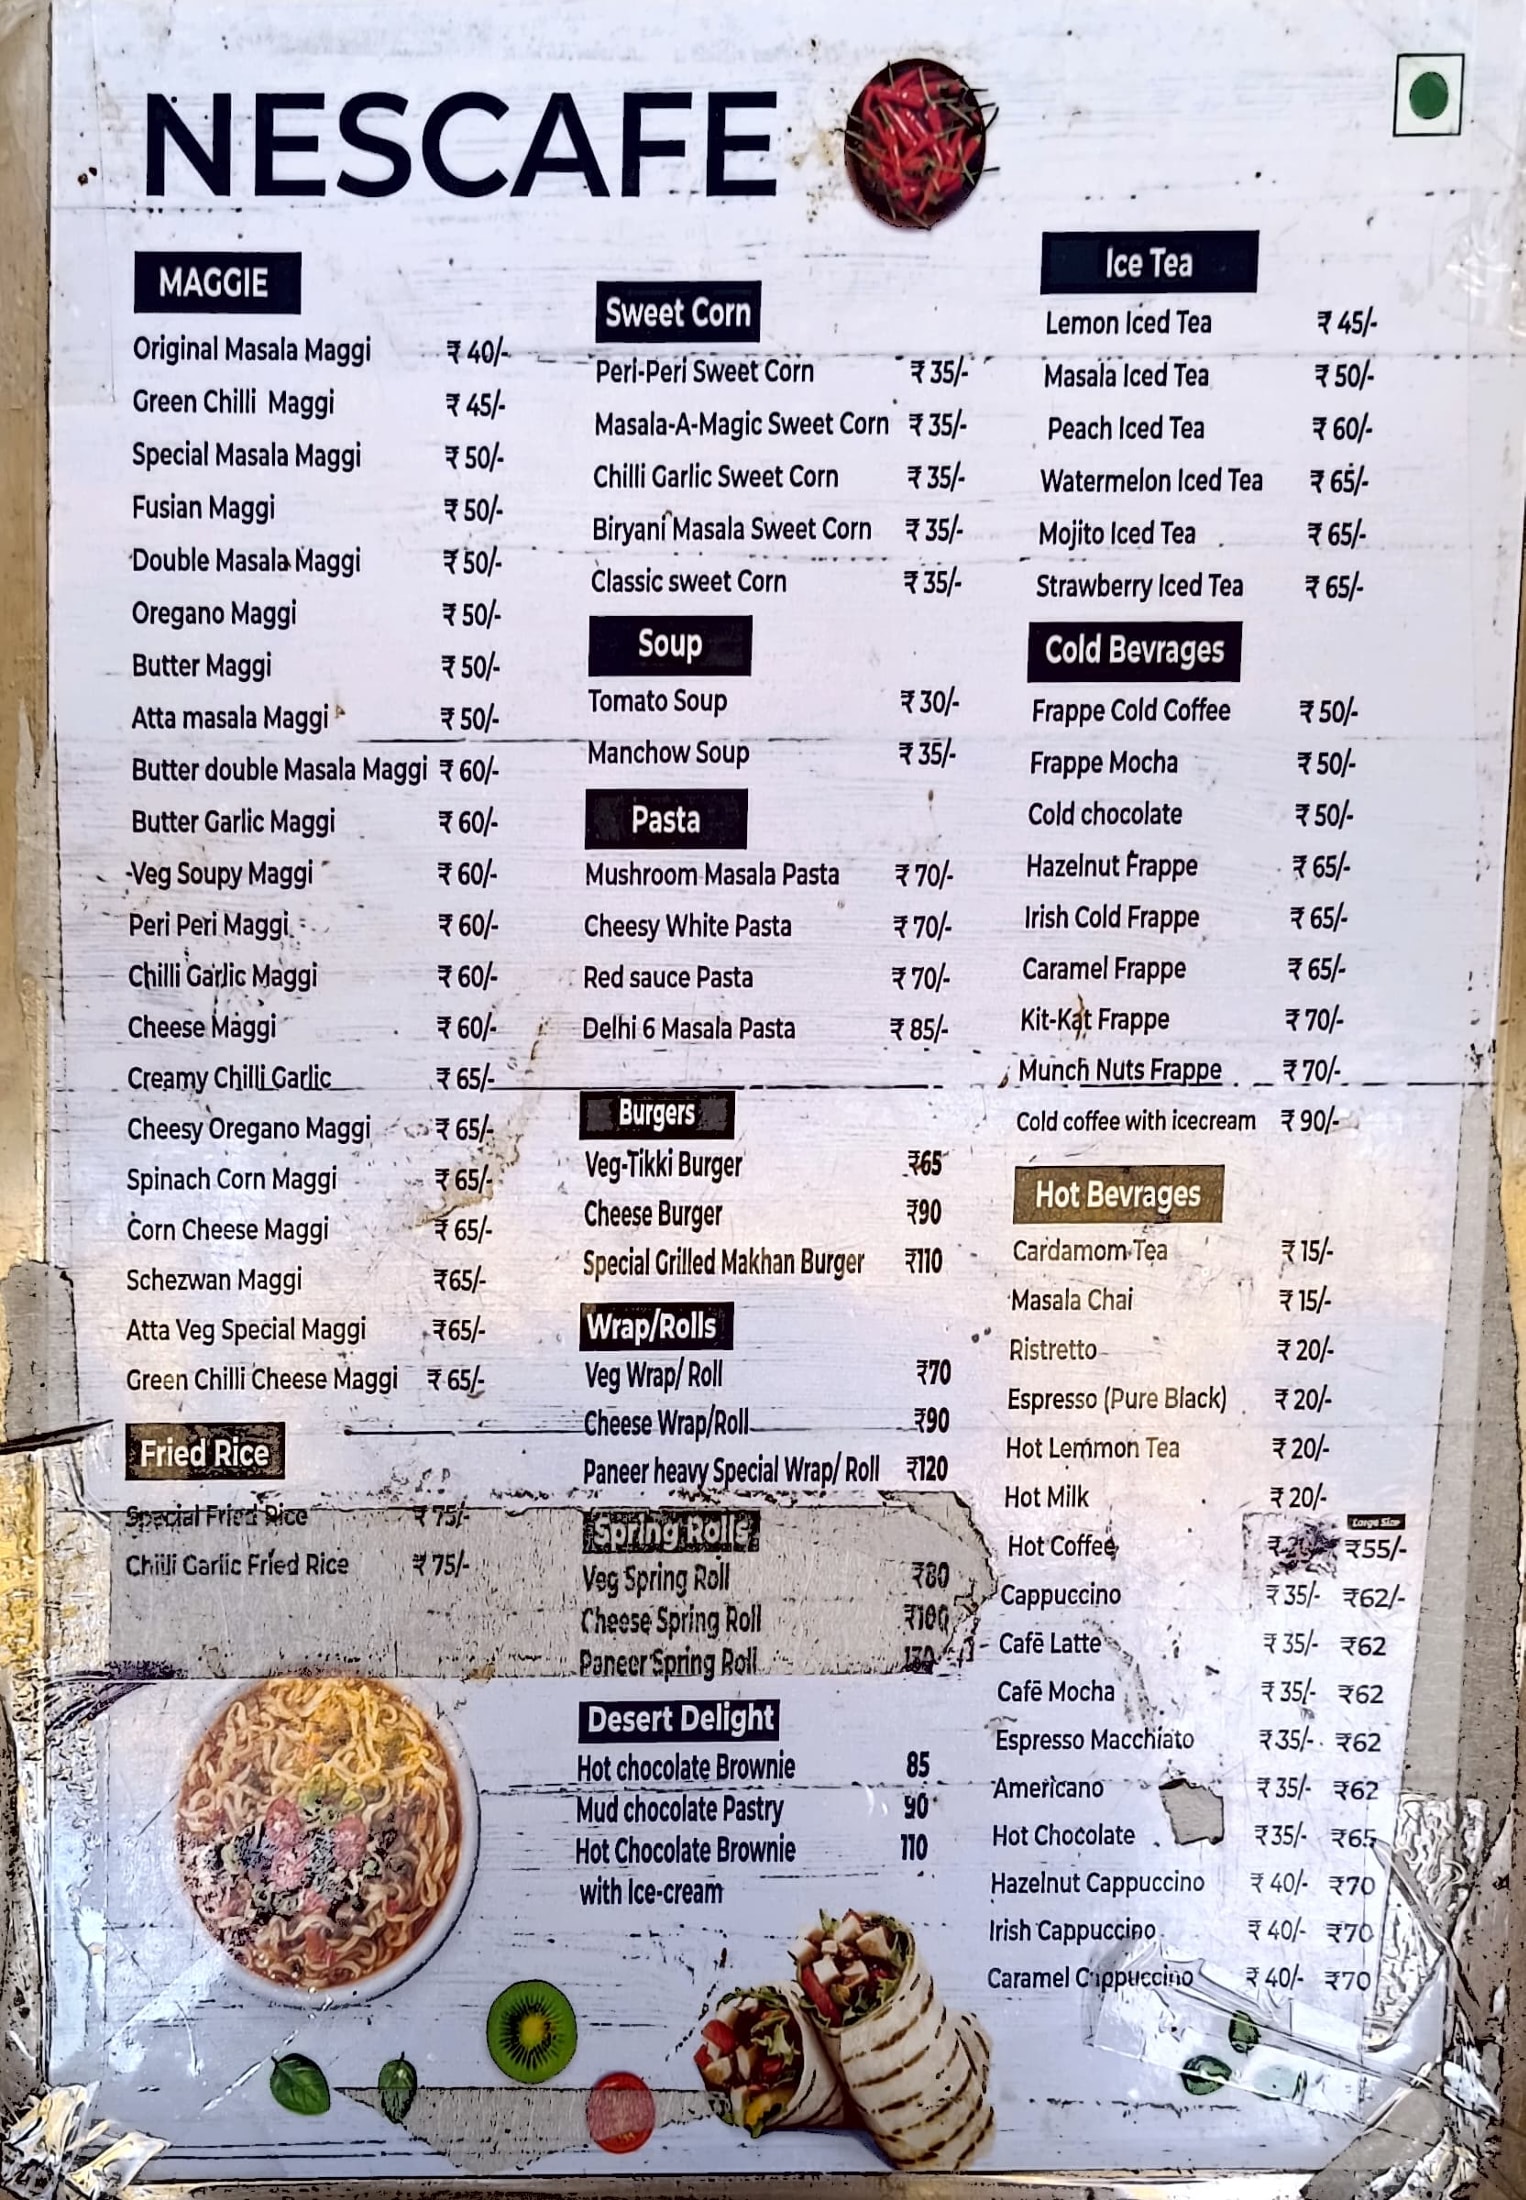 NESCAFE
MAGGIE
Original Masala Maggi ₹ 40/-
Green Chilli Maggi ₹ 45/-
Special Masala Maggi ₹ 50/-
Fusian Maggi ₹ 50/-
Double Masala Maggi ₹ 50/-
Oregano Maggi ₹ 50/-
Butter Maggi ₹ 50/-
Atta masala Maggi ₹ 50/-
Butter double Masala Maggi ₹ 60/-
Butter Garlic Maggi ₹ 60/-
Veg Soupy Maggi ₹ 60/-
Peri Peri Maggi ₹ 60/-
Chilli Garlic Maggi ₹ 60/-
Cheese Maggi ₹ 60/-
Creamy Chilli Garlic ₹ 65/-
Cheesy Oregano Maggi ₹ 65/-
Spinach Corn Maggi ₹ 65/-
Corn Cheese Maggi ₹ 65/-
Schezwan Maggi ₹65/-
Atta Veg Special Maggi ₹65/-
Green Chilli Cheese Maggi ₹ 65/-
Fried Rice
Special Fried Rice ₹ 75/-
Chilli Garlic Fried Rice ₹ 75/-
Sweet Corn
Peri-Peri Sweet Corn ₹ 35/-
Masala-A-Magic Sweet Corn ₹ 35/-
Chilli Garlic Sweet Corn ₹ 35/-
Biryani Masala Sweet Corn ₹ 35/-
Classic sweet Corn ₹ 35/-
Soup
Tomato Soup ₹ 30/-
Manchow Soup ₹ 35/-
Pasta
Mushroom Masala Pasta ₹ 70/-
Cheesy White Pasta ₹ 70/-
Red sauce Pasta ₹ 70/-
Delhi 6 Masala Pasta ₹ 85/-
Burgers
Veg-Tikki Burger ₹65
Cheese Burger ₹90
Special Grilled Makhan Burger ₹110
Wrap/Rolls
Veg Wrap/ Roll ₹70
Cheese Wrap/Roll ₹90
Paneer heavy Special Wrap/ Roll ₹120
Spring Rolls
Veg Spring Roll ₹80
Cheese Spring Roll ₹100
Paneer Spring Roll
Desert Delight
Hot chocolate Brownie 85
Mud chocolate Pastry 90
Hot Chocolate Brownie 110
with Ice-cream
Ice Tea
Lemon Iced Tea ₹ 45/-
Masala Iced Tea ₹ 50/-
Peach Iced Tea ₹ 60/-
Watermelon Iced Tea ₹ 65/-
Mojito Iced Tea ₹ 65/-
Strawberry Iced Tea ₹ 65/-
Cold Bevrages
Frappe Cold Coffee ₹ 50/-
Frappe Mocha ₹ 50/-
Cold chocolate ₹ 50/-
Hazelnut Frappe ₹ 65/-
Irish Cold Frappe ₹ 65/-
Caramel Frappe ₹ 65/-
Kit-Kat Frappe ₹ 70/-
Munch Nuts Frappe ₹ 70/-
Cold coffee with icecream ₹ 90/-
Hot Bevrages
Cardamom Tea ₹ 15/-
Masala Chai ₹ 15/-
Ristretto ₹ 20/-
Espresso (Pure Black) ₹ 20/-
Hot Lemmon Tea ₹ 20/-
Hot Milk ₹ 20/-
Large Size
Hot Coffee ₹55/-
Cappuccino ₹ 35/- ₹62/-
Cafē Latte ₹ 35/- ₹62
Cafē Mocha ₹ 35/- ₹62
Espresso Macchiato ₹ 35/- ₹62
Americano ₹ 35/- ₹62
Hot Chocolate ₹ 35/- ₹65
Hazelnut Cappuccino ₹ 40/- ₹70
Irish Cappuccino ₹ 40/- ₹70
Caramel Cappuccino ₹ 40/- ₹70